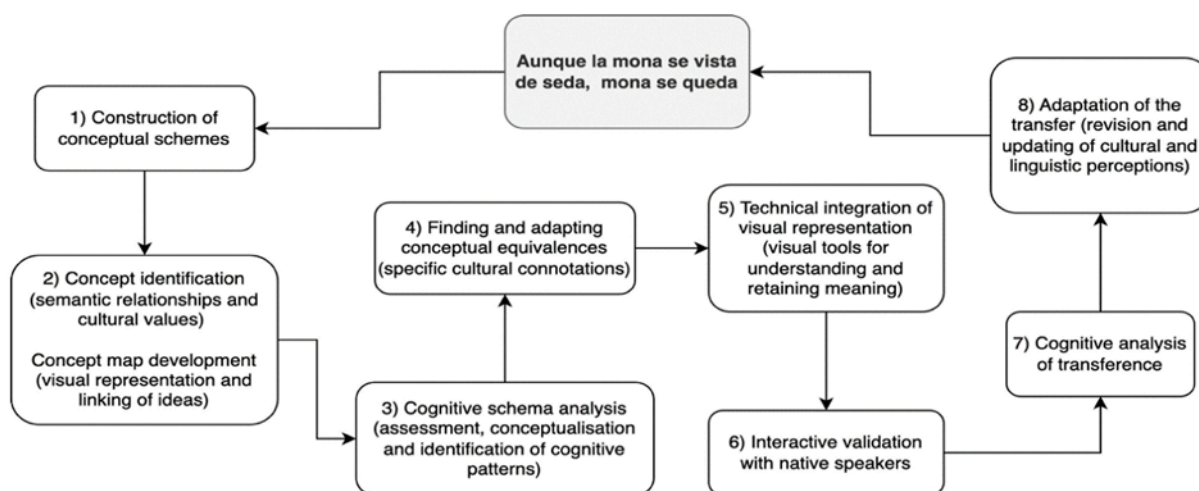 Aunque la mona se vista
de seda, mona se queda
1) Construction of
conceptual schemes
2) Concept identification
(semantic relationships and
cultural values)
Concept map development
(visual representation and
linking of ideas)
3) Cognitive schema analysis
(assessment, conceptualisation
and identification of cognitive
patterns)
4) Finding and adapting
conceptual equivalences
(specific cultural connotations)
5) Technical integration of
visual representation
(visual tools for
understanding and
retaining meaning)
6) Interactive validation
with native speakers
7) Cognitive analysis
of transference
8) Adaptation of the
transfer (revision and
updating of cultural and
linguistic perceptions)